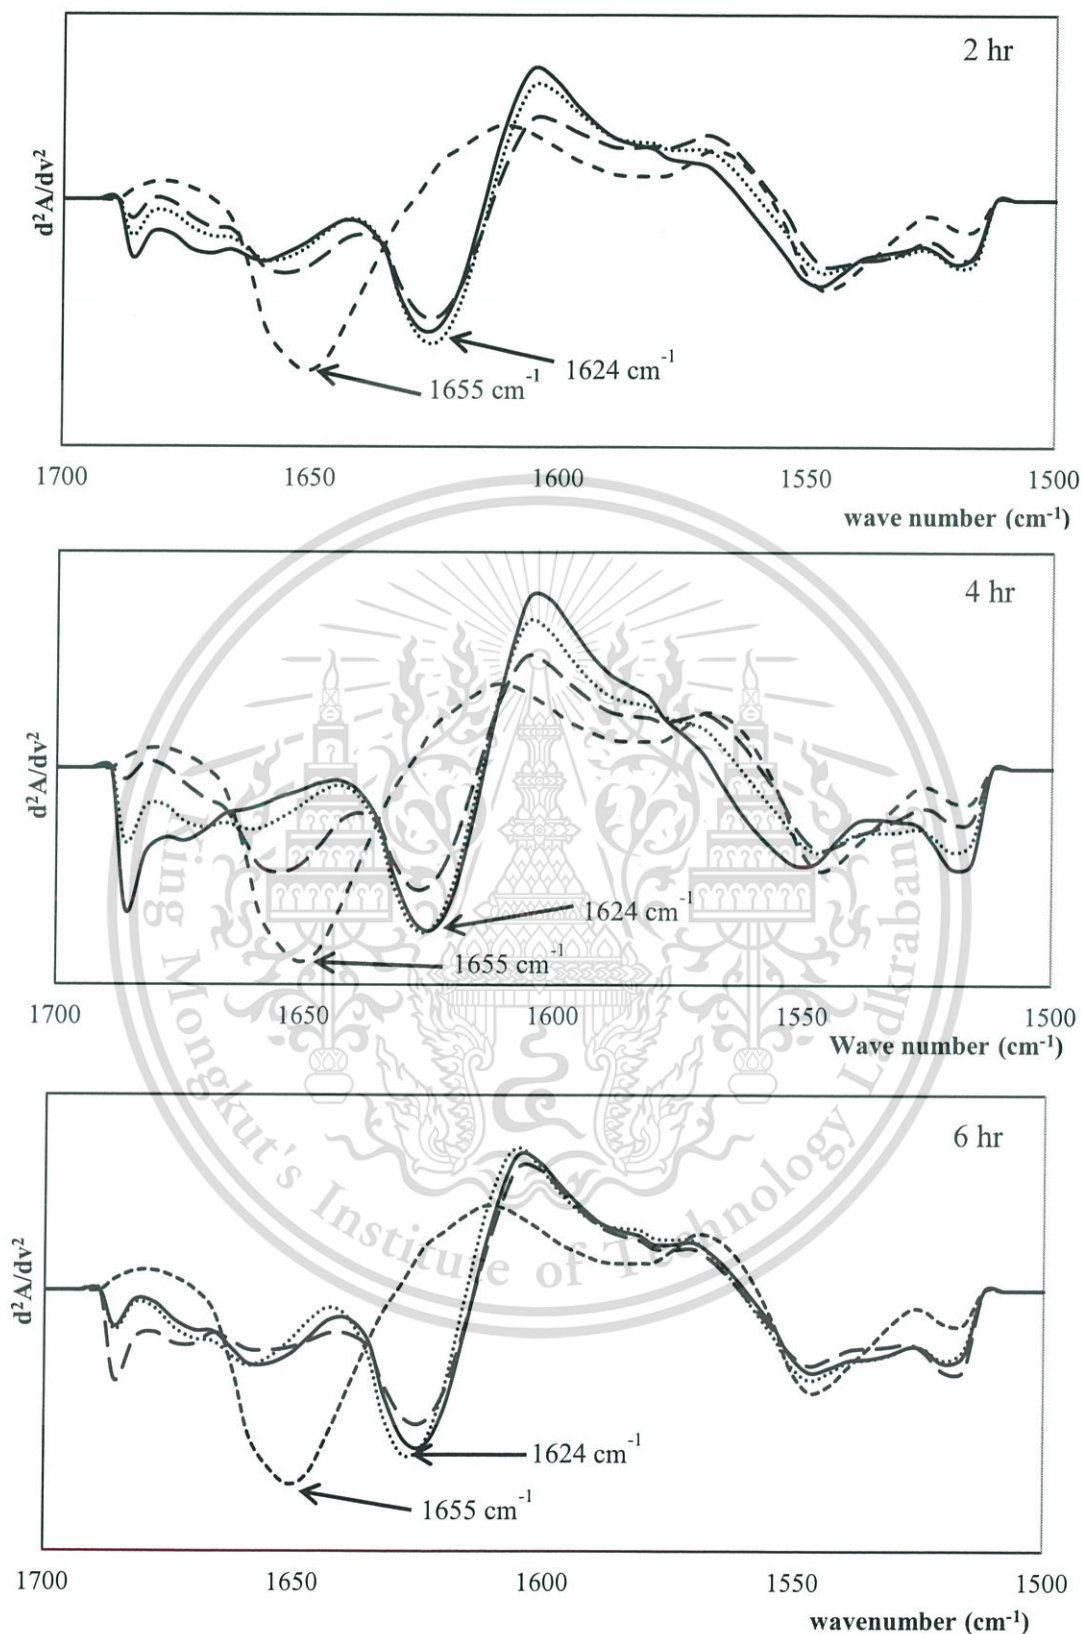 2 hr
d²A/dv²
1624 cm⁻¹
1655 cm⁻¹
1700 1650 1600 1550 1500
wave number (cm⁻¹)
4 hr
d²A/dv²
1624 cm⁻¹
1655 cm⁻¹
1700 1650 1600 1550 1500
Wave number (cm⁻¹)
King Mongkut's Institute of Technology Ladkrabang
6 hr
d²A/dv²
1624 cm⁻¹
1655 cm⁻¹
1700 1650 1600 1550 1500
wavenumber (cm⁻¹)